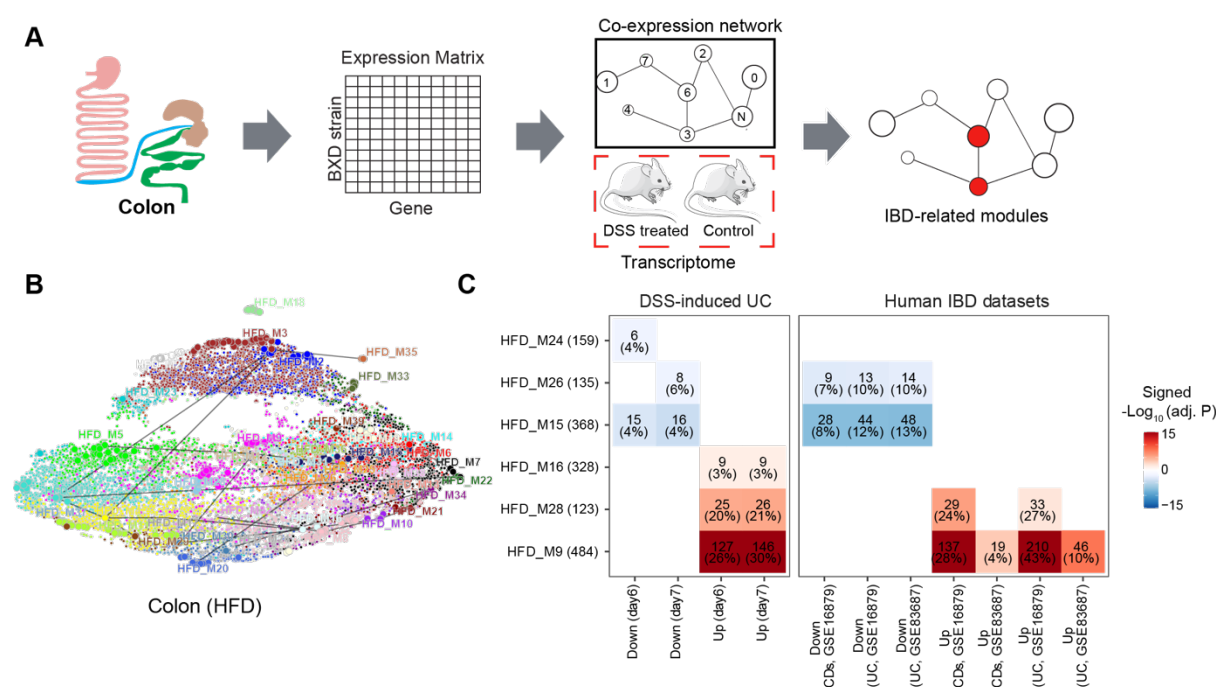 A
Colon
Expression Matrix
BXD strain
Gene
Co-expression network
1
7
2
0
6
4
3
N
DSS treated
Control
Transcriptome
IBD-related modules
B
HFD_M18
HFD_M3
HFD_M2
HFD_M35
HFD_M33
HFD_M5
HFD_M9
HFD_M39
HFD_M14
HFD_M6
HFD_M7
HFD_M22
HFD_M34
HFD_M21
HFD_M10
HFD_M20
Colon (HFD)
C
DSS-induced UC
Human IBD datasets
HFD_M24 (159)
6
(4%)
HFD_M26 (135)
8
(6%)
9
(7%)
13
(10%)
14
(10%)
HFD_M15 (368)
15
(4%)
16
(4%)
28
(8%)
44
(12%)
48
(13%)
HFD_M16 (328)
9
(3%)
9
(3%)
HFD_M28 (123)
25
(20%)
26
(21%)
29
(24%)
33
(27%)
HFD_M9 (484)
127
(26%)
146
(30%)
137
(28%)
19
(4%)
210
(43%)
46
(10%)
Down (day6)
Down (day7)
Up (day6)
Up (day7)
Down
CDs, GSE16879)
Down
(UC, GSE16879)
Down
(UC, GSE83687)
Up
CDs, GSE16879)
Up
CDs, GSE83687)
Up
(UC, GSE16879)
Up
(UC, GSE83687)
Signed
-Log10(adj. P)
15
0
-15